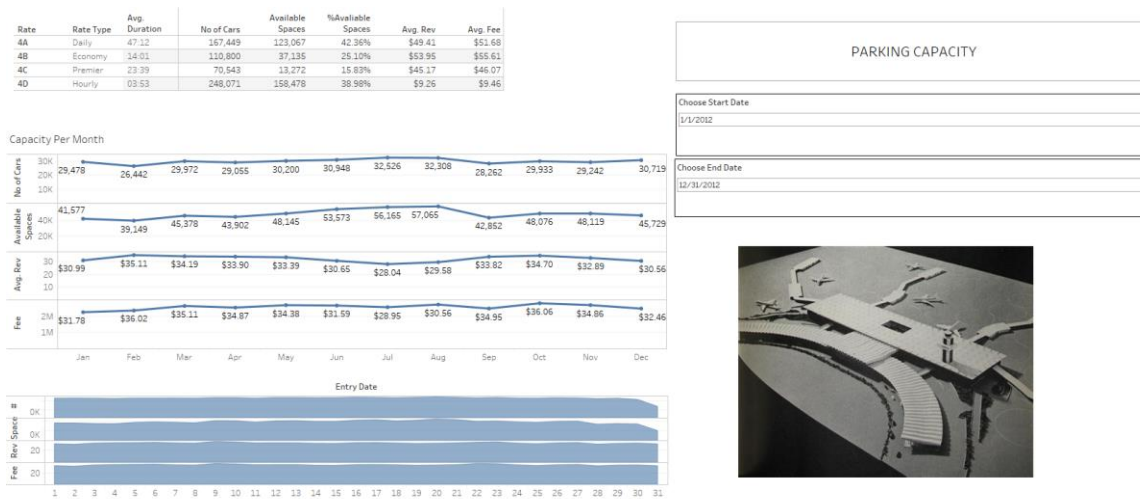 Rate Rate Type Avg. Duration No of Cars Available Spaces %Avaliable Spaces Avg. Rev Avg. Fee
4A Daily 47:12 167,449 123,067 42.36% $49.41 $51.68
4B Economy 14:01 110,800 37,135 25.10% $53.95 $55.61
4C Premier 23:39 70,543 13,272 15.83% $45.17 $46.07
4D Hourly 03:53 248,071 158,478 38.98% $9.26 $9.46
PARKING CAPACITY
Choose Start Date
1/1/2012
Choose End Date
12/31/2012
Capacity Per Month
No of Cars
30K
20K
10K
29,478 26,442 29,972 29,055 30,200 30,948 32,526 32,308 28,262 29,933 29,242 30,719
Available Spaces
40K
20K
41,577 39,149 45,378 43,902 48,145 53,573 56,165 57,065 42,852 48,076 48,119 45,729
Avg. Rev
30
20
10
$30.99 $35.11 $34.19 $33.90 $33.39 $30.65 $28.04 $29.58 $33.82 $34.70 $32.89 $30.56
Fee
2M
1M
$31.78 $36.02 $35.11 $34.87 $34.38 $31.59 $28.95 $30.56 $34.95 $36.06 $34.86 $32.46
Jan Feb Mar Apr May Jun Jul Aug Sep Oct Nov Dec
Entry Date
# 0K
Space 0K
Rev 20
Fee 20
1 2 3 4 5 6 7 8 9 10 11 12 13 14 15 16 17 18 19 20 21 22 23 24 25 26 27 28 29 30 31